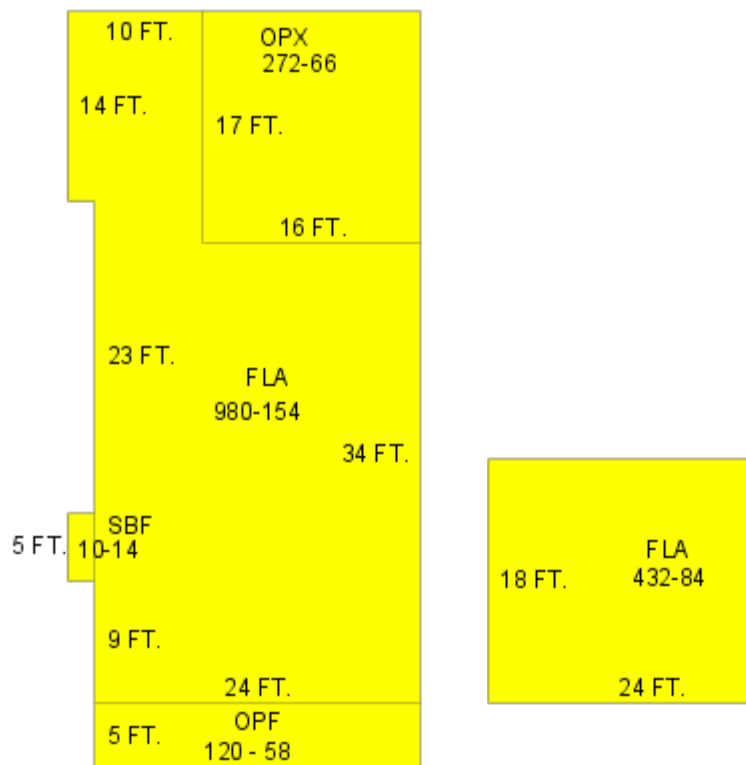 10 FT.
OPX
272-66
14 FT.
17 FT.
16 FT.
23 FT.
FLA
980-154
34 FT.
SBF
5 FT.
10-14
FLA
18 FT.
432-84
9 FT.
24 FT.
24 FT.
OPF
5 FT.
120 - 58